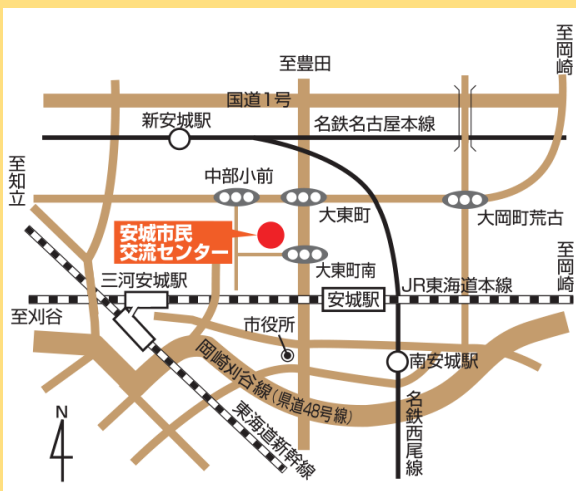 至豊田
至岡崎
国道1号
新安城駅
名鉄名古屋本線
至知立
中部小前
大東町
大岡町荒古
安城市民
交流センター
大東町南
至岡崎
三河安城駅
安城駅
JR東海道本線
至刈谷
市役所
南安城駅
岡崎刈谷線(県道48号線)
東海道新幹線
名鉄西尾線
N